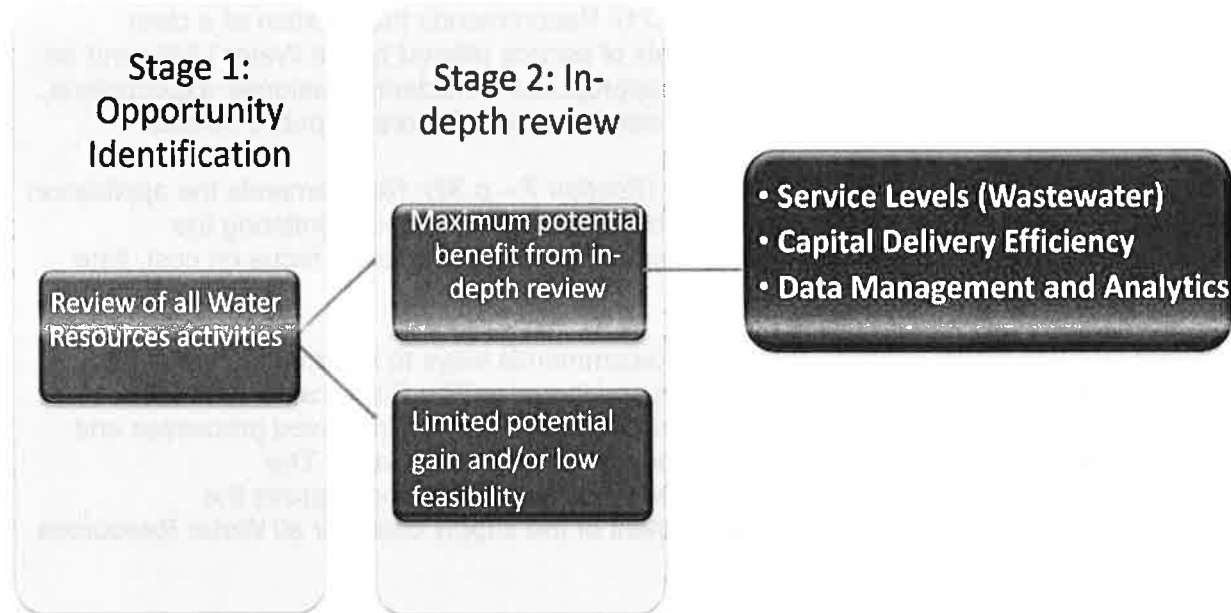 Stage 1:
Opportunity
Identification
Review of all Water
Resources activities
Stage 2: In-
depth review
Maximum potential
benefit from in-
depth review
Limited potential
gain and/or low
feasibility
• Service Levels (Wastewater)
• Capital Delivery Efficiency
• Data Management and Analytics